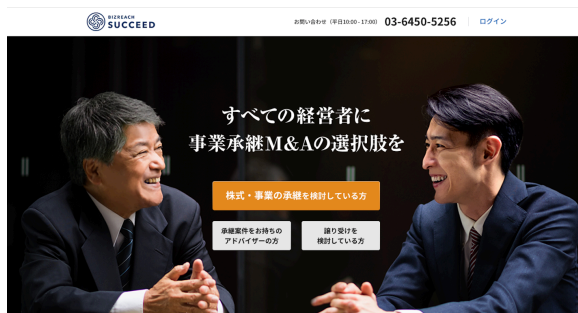 BIZREACH
SUCCEED
お問い合わせ（平日10:00 - 17:00） 03-6450-5256 ログイン
すべての経営者に
事業承継M&Aの選択肢を
株式・事業の承継を検討している方
承継案件をお持ちの
アドバイザーの方
譲り受けを
検討している方